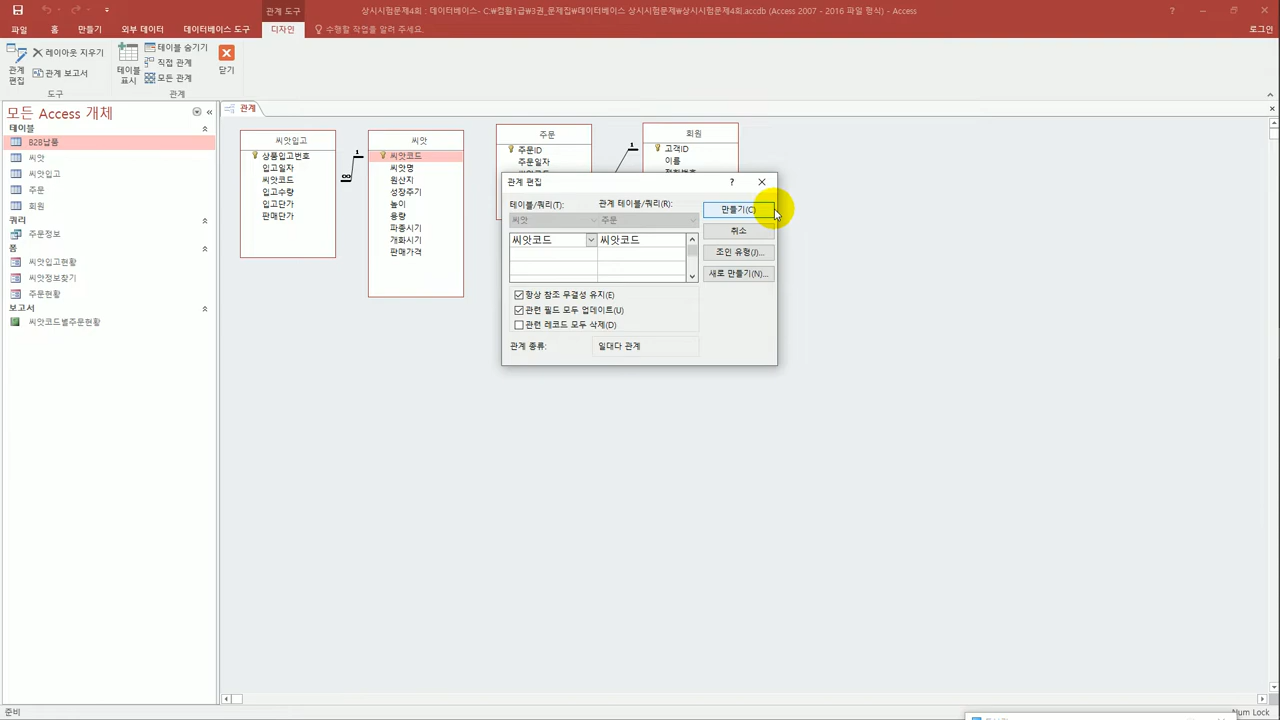 관계 도구
상시시험문제4회 : 데이터베이스- C:₩컴활1급₩3권_문제집₩데이터베이스 상시시험문제₩상시시험문제4회.accdb (Access 2007 - 2016 파일 형식) - Access
파일 홈 만들기 외부 데이터 데이터베이스 도구 디자인 수행할 작업을 알려 주세요. 로그인
관계 편집
레이아웃 지우기
관계 보고서
도구
테이블 표시
테이블 숨기기
직접 관계
모든 관계
관계
닫기
모든 Access 개체
테이블
B2B납품
씨앗
씨앗입고
주문
회원
쿼리
주문정보
폼
씨앗입고현황
씨앗정보찾기
주문현황
보고서
씨앗코드별주문현황
관계
씨앗입고
상품입고번호
입고일자
씨앗코드
입고수량
입고단가
판매단가
∞ 1
씨앗
씨앗코드
씨앗명
원산지
성장주기
높이
용량
파종시기
개화시기
판매가격
주문
주문ID
주문일자
1
회원
고객ID
이름
관계 편집
? ×
테이블/쿼리(T): 관계 테이블/쿼리(R):
씨앗 주문
씨앗코드 씨앗코드
만들기(C)
취소
조인 유형(J)...
새로 만들기(N)...
항상 참조 무결성 유지(E)
관련 필드 모두 업데이트(U)
관련 레코드 모두 삭제(D)
관계 종류: 일대다 관계
준비
Num Lock